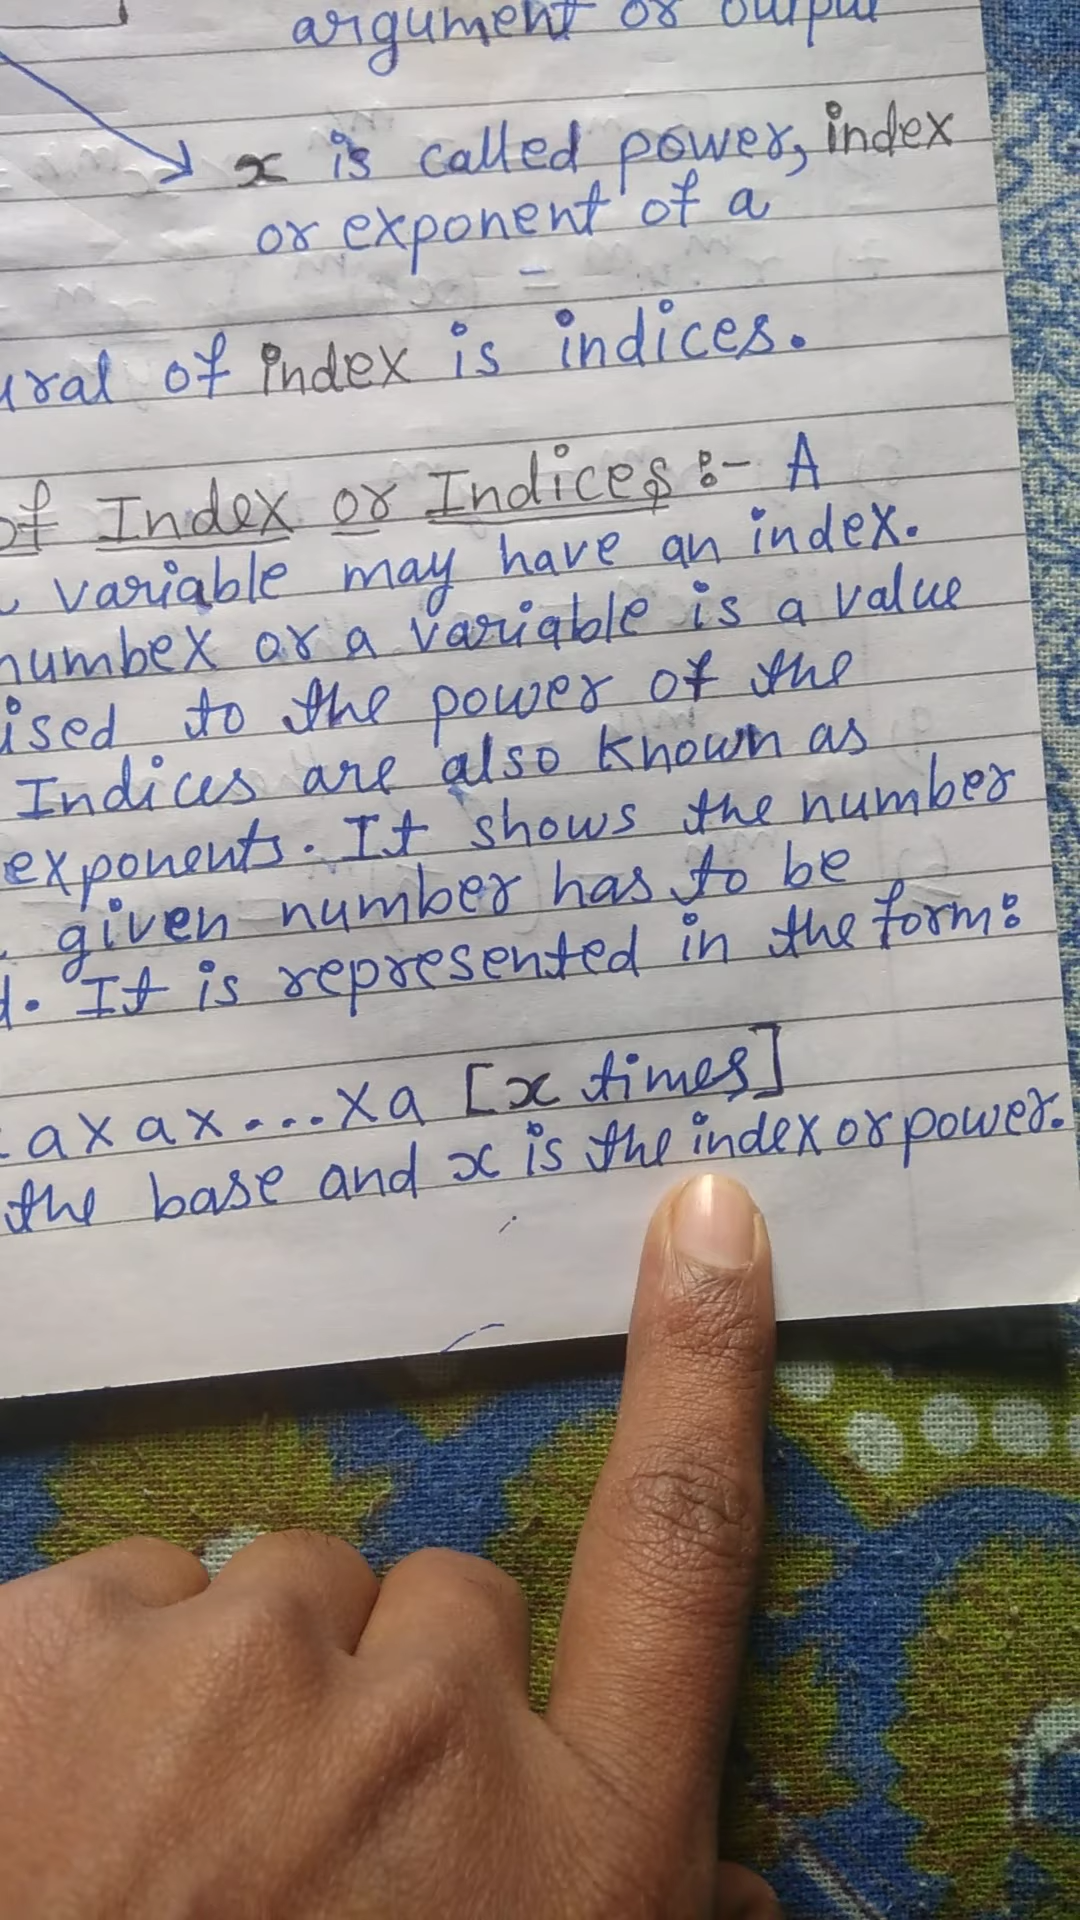 argument or output
x is called power, index
or exponent of a
of index is indices.
of Index or Indices :- A
variable may have an index.
number or a variable is a value
to the power of the
Indices are also known as
exponents. It shows the number
given number has to be
. It is represented in the form:
a×a×...×a [x times]
the base and x is the index or power.